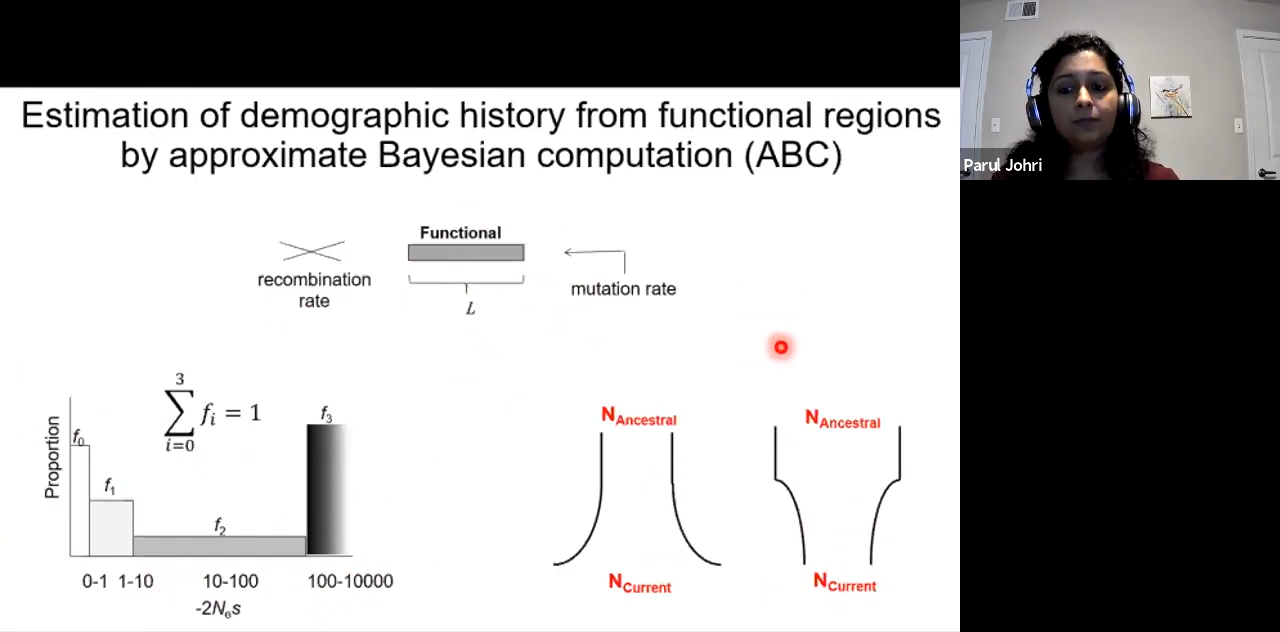 Estimation of demographic history from functional regions
by approximate Bayesian computation (ABC)
Parul Johri
Functional
recombination
rate
L
mutation rate
3
∑ fᵢ = 1
i=0
Proportion
f₀
f₁
f₂
f₃
0-1 1-10 10-100 100-10000
N_Ancestral
N_Current
N_Ancestral
N_Current